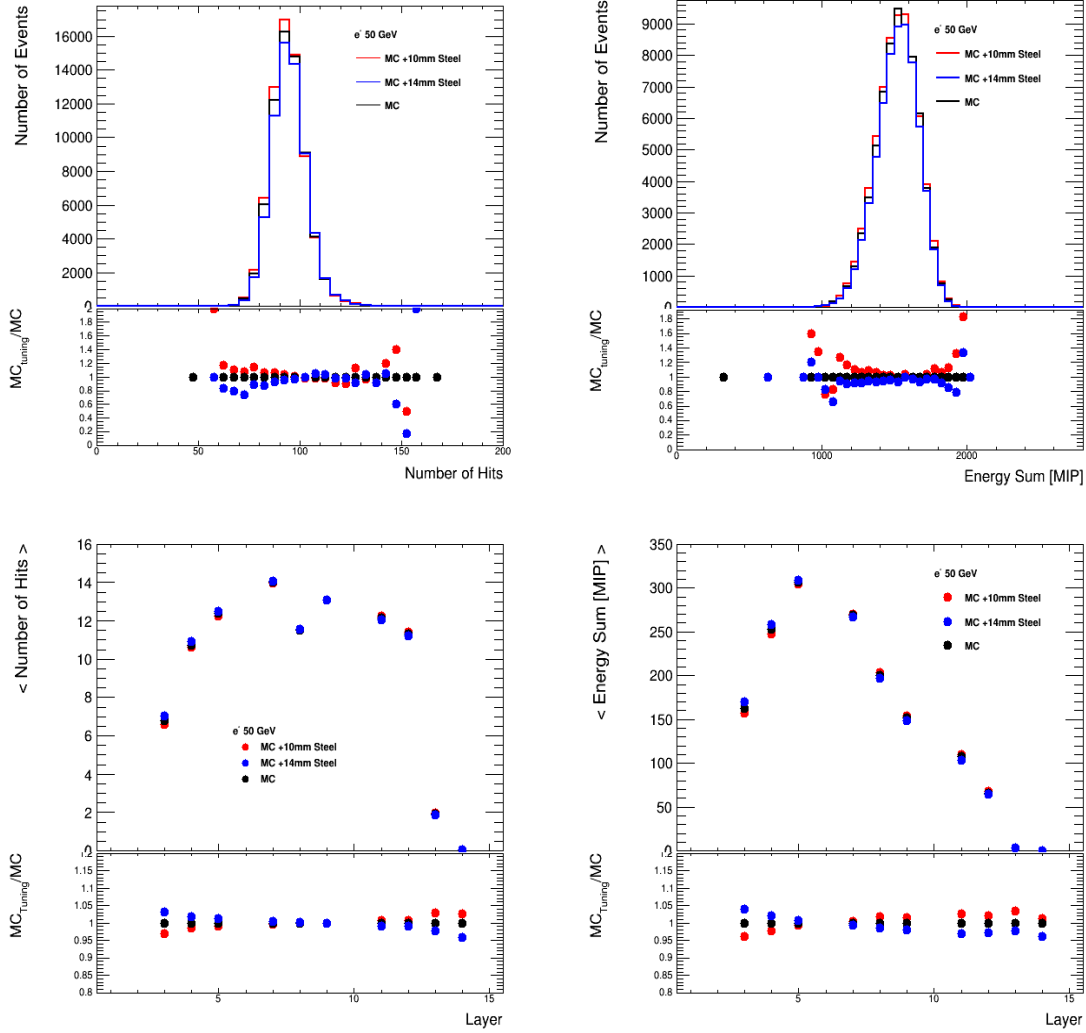 Number of Events
16000
14000
12000
10000
8000
6000
4000
2000
0
e⁻ 50 GeV
MC +10mm Steel
MC +14mm Steel
MC
MCtuning/MC
2
1.8
1.6
1.4
1.2
1
0.8
0.6
0.4
0.2
0
0 50 100 150 200
Number of Hits
Number of Events
9000
8000
7000
6000
5000
4000
3000
2000
1000
0
e⁻ 50 GeV
MC +10mm Steel
MC +14mm Steel
MC
MCtuning/MC
1.8
1.6
1.4
1.2
1
0.8
0.6
0.4
0.2
0
0 1000 2000
Energy Sum [MIP]
< Number of Hits >
16
14
12
10
8
6
4
2
0
e⁻ 50 GeV
MC +10mm Steel
MC +14mm Steel
MC
MCTuning/MC
1.2
1.15
1.1
1.05
1
0.95
0.9
0.85
0.8
5 10 15
Layer
< Energy Sum [MIP] >
350
300
250
200
150
100
50
0
e⁻ 50 GeV
MC +10mm Steel
MC +14mm Steel
MC
MCTuning/MC
1.2
1.15
1.1
1.05
1
0.95
0.9
0.85
0.8
5 10 15
Layer